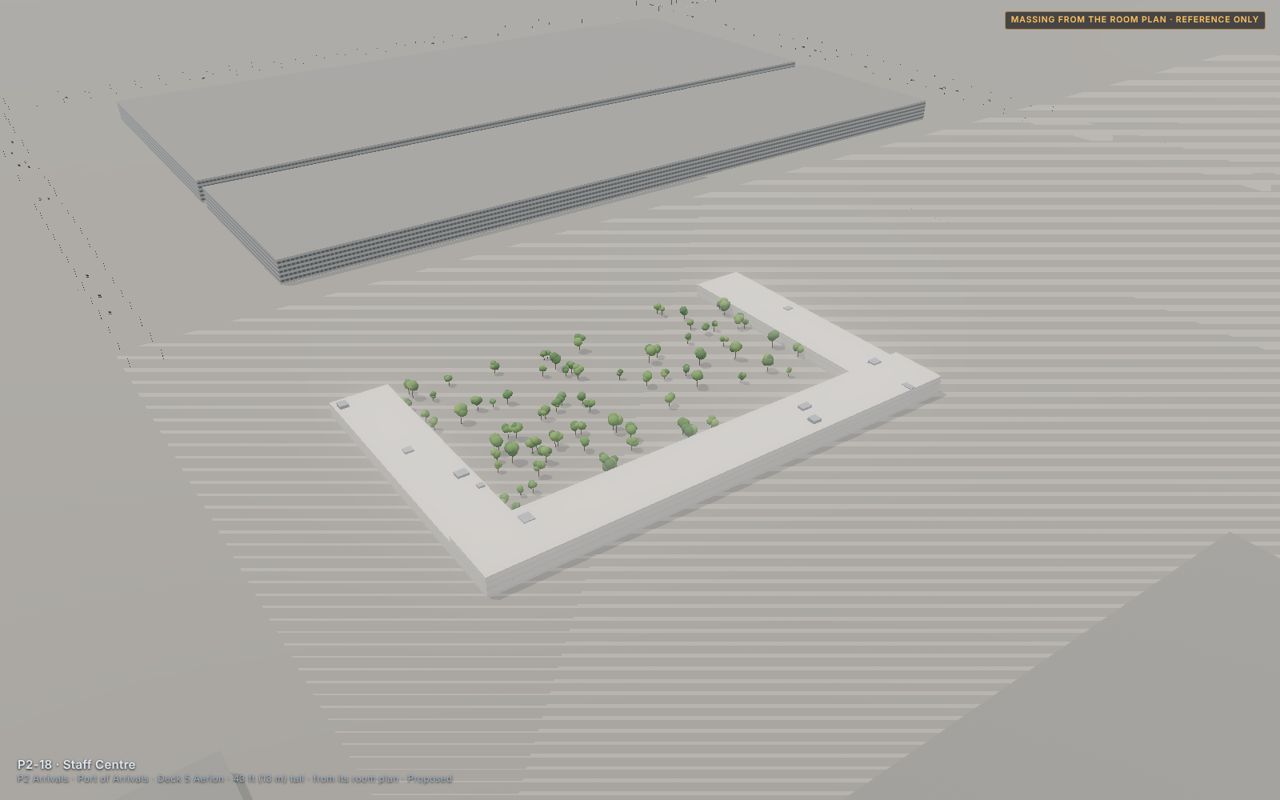 MASSING FROM THE ROOM PLAN · REFERENCE ONLY
P2-18 · Staff Centre
P2 Arrivals · Port of Arrivals · Deck 5 Aerion · 43 ft (13 m) tall · from its room plan · Proposed